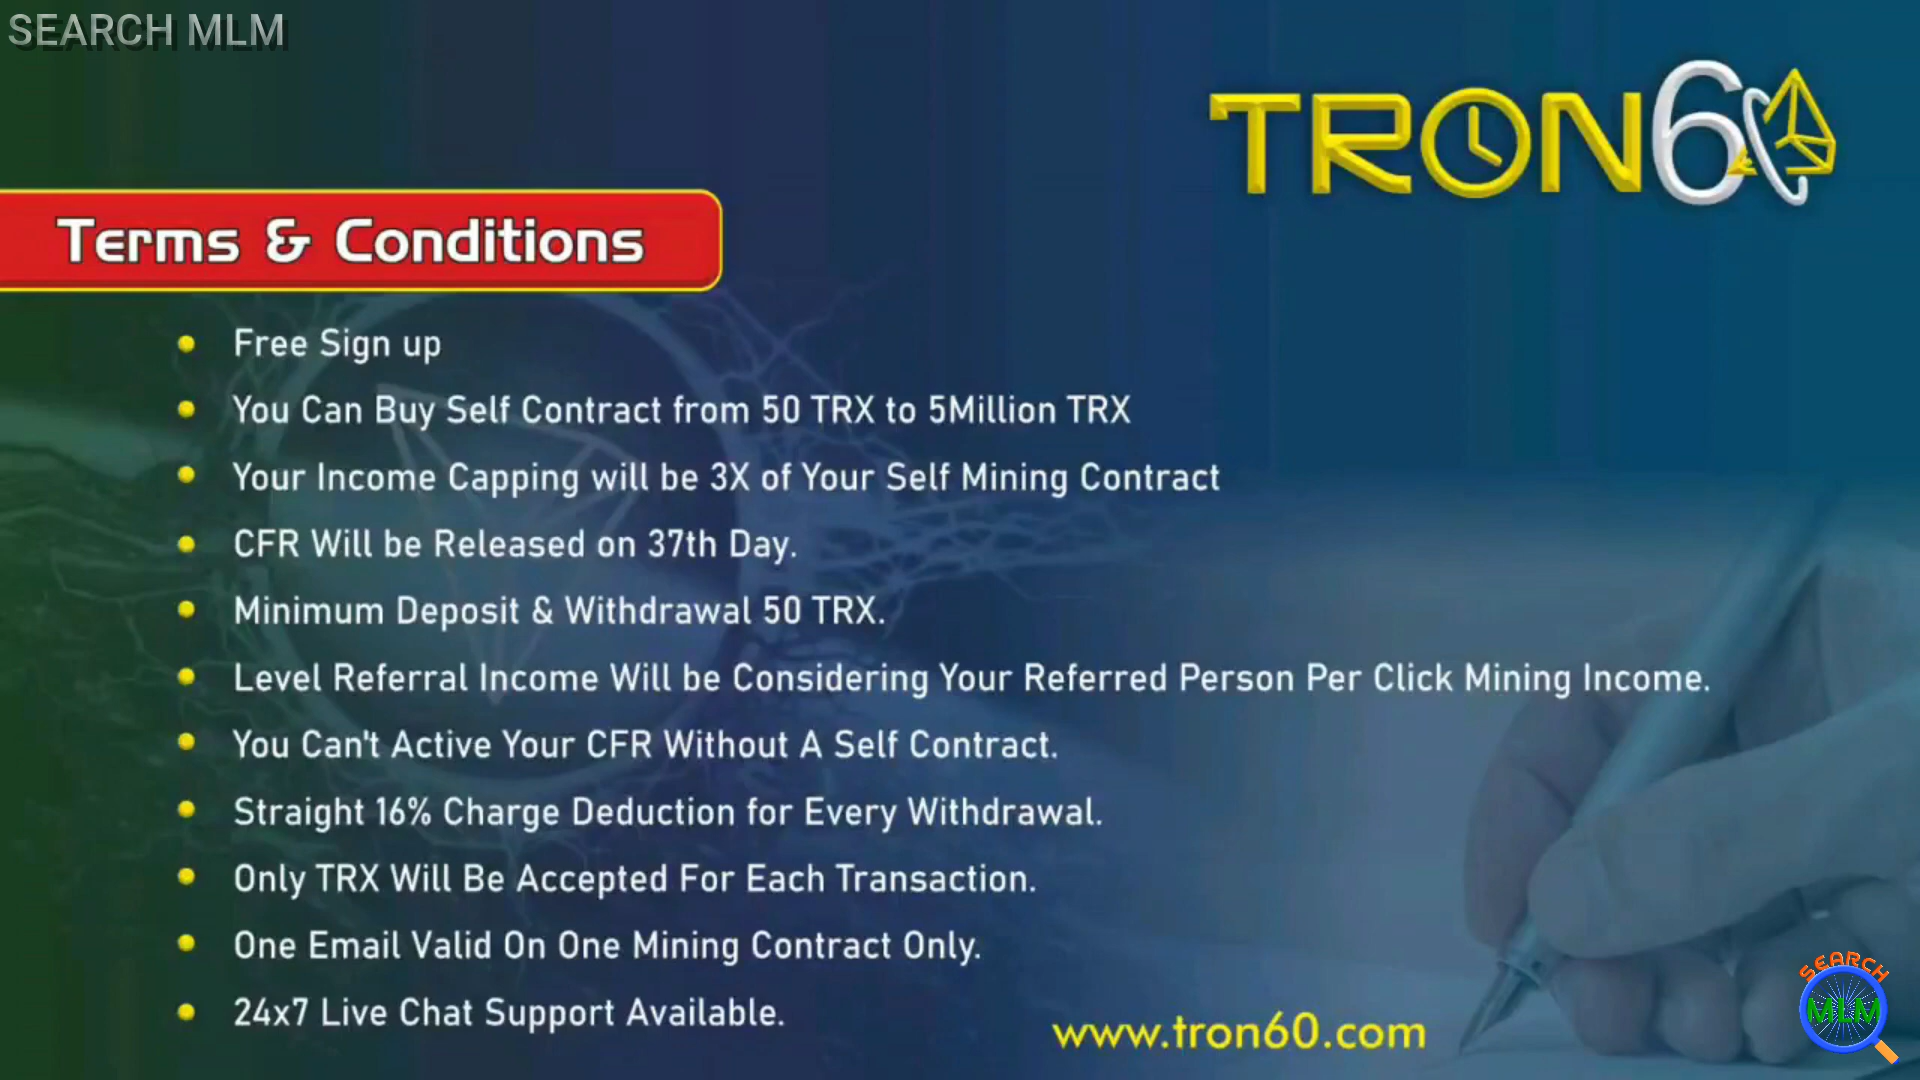 SEARCH MLM
TRON60
Terms & Conditions
Free Sign up
You Can Buy Self Contract from 50 TRX to 5Million TRX
Your Income Capping will be 3X of Your Self Mining Contract
CFR Will be Released on 37th Day.
Minimum Deposit & Withdrawal 50 TRX.
Level Referral Income Will be Considering Your Referred Person Per Click Mining Income.
You Can't Active Your CFR Without A Self Contract.
Straight 16% Charge Deduction for Every Withdrawal.
Only TRX Will Be Accepted For Each Transaction.
One Email Valid On One Mining Contract Only.
24x7 Live Chat Support Available.
www.tron60.com
SEARCH
MLM